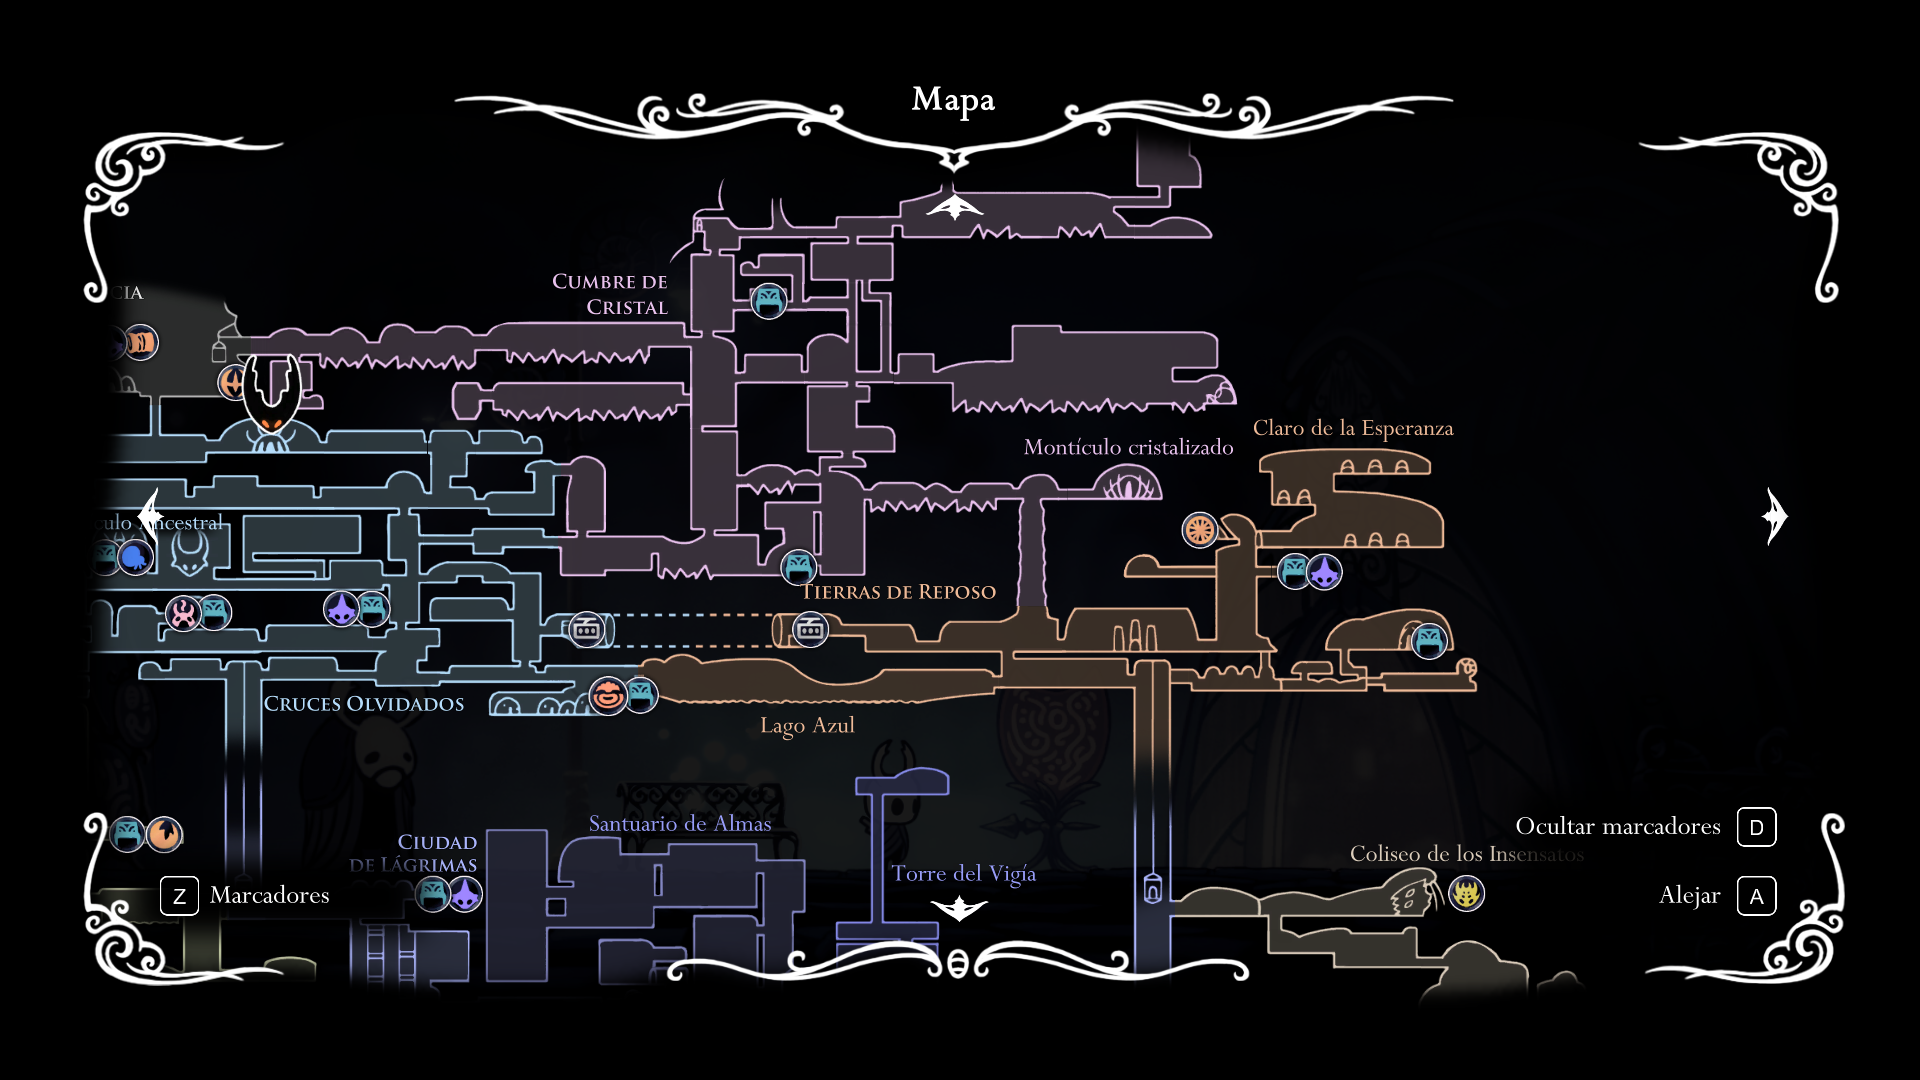 Mapa
CUMBRE DE
CRISTAL
CIA
Claro de la Esperanza
Montículo cristalizado
culo Ancestral
TIERRAS DE REPOSO
CRUCES OLVIDADOS
Lago Azul
Santuario de Almas
Ocultar marcadores D
CIUDAD
DE LÁGRIMAS
Coliseo de los Insensatos
Torre del Vigía
Z Marcadores
Alejar A